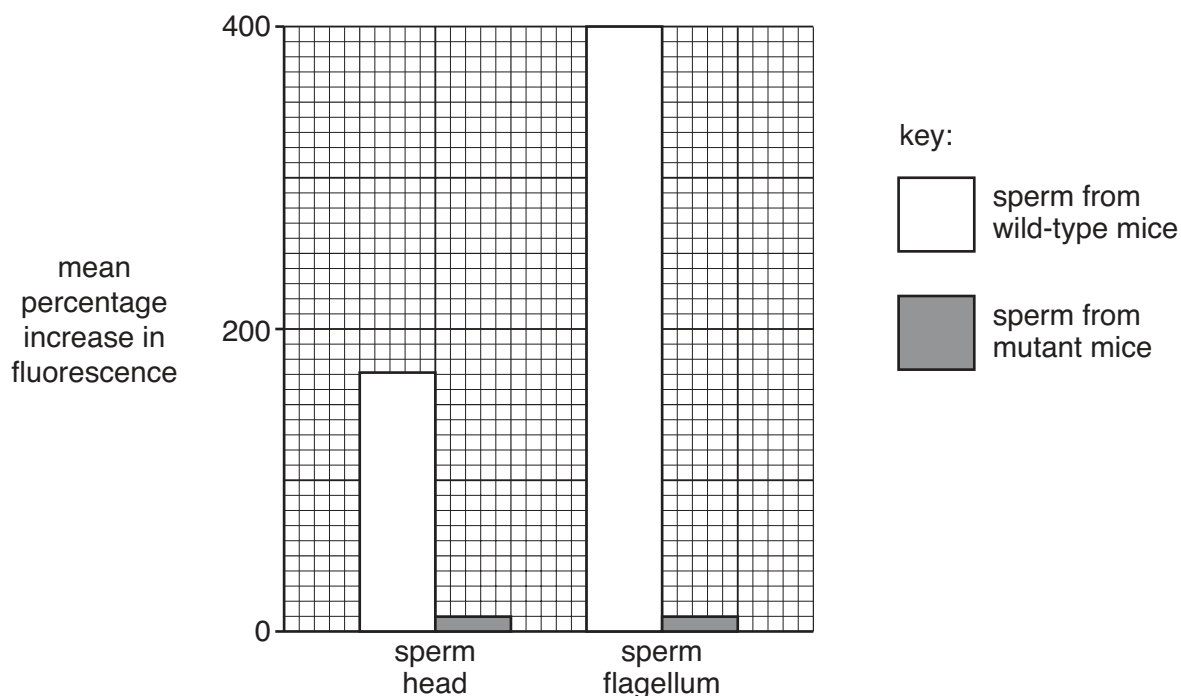 400
200
0
mean
percentage
increase in
fluorescence
sperm
head
sperm
flagellum
key:
sperm from
wild-type mice
sperm from
mutant mice